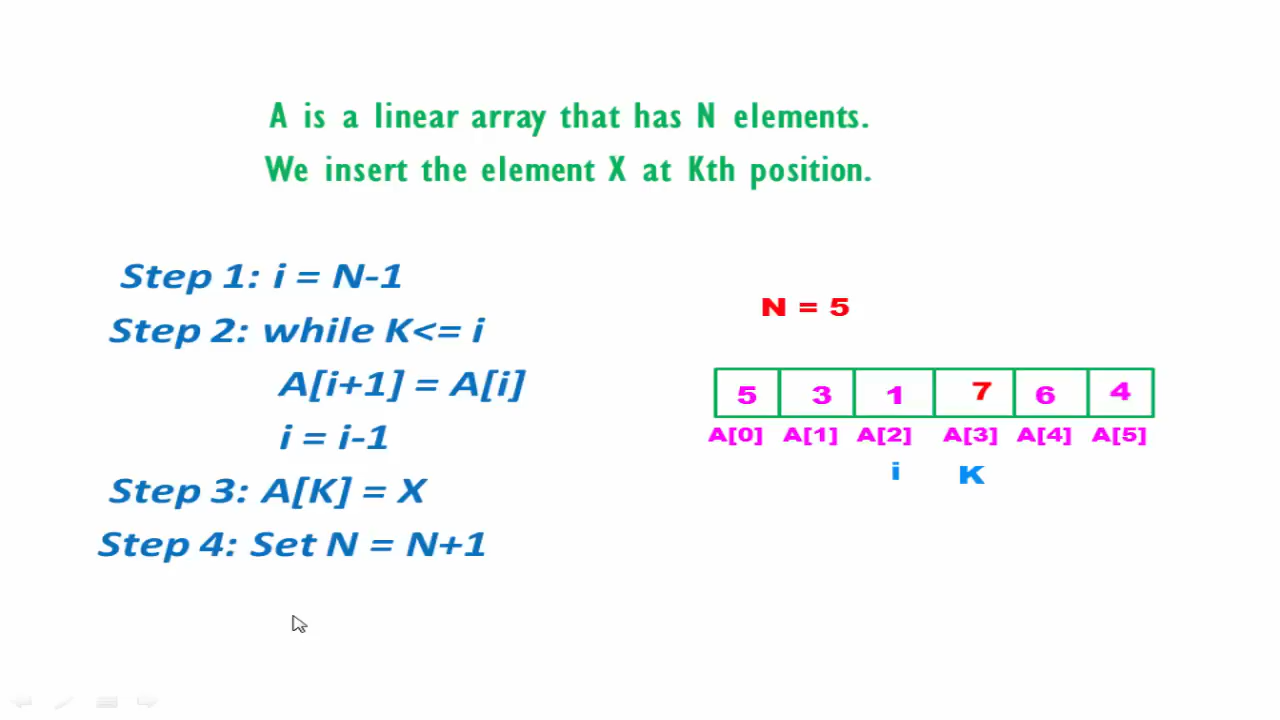 A is a linear array that has N elements.
We insert the element X at Kth position.
Step 1: i = N-1
Step 2: while K<= i
A[i+1] = A[i]
i = i-1
Step 3: A[K] = X
Step 4: Set N = N+1
N = 5
5 3 1 7 6 4
A[0] A[1] A[2] A[3] A[4] A[5]
i K